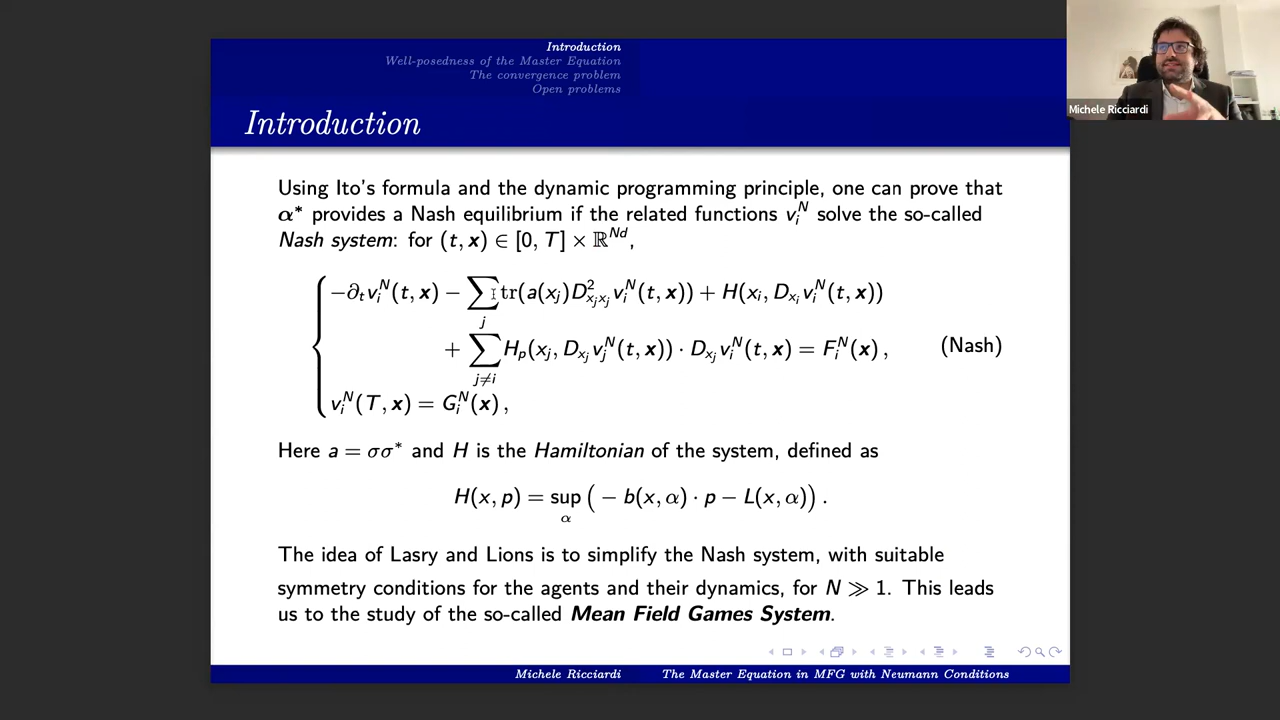 Introduction
Well-posedness of the Master Equation
The convergence problem
Open problems
Michele Ricciardi
Introduction
Using Ito's formula and the dynamic programming principle, one can prove that
α* provides a Nash equilibrium if the related functions v_i^N solve the so-called
Nash system: for (t, x) ∈ [0, T] × ℝ^{Nd},
−∂_t v_i^N(t, x) − ∑_j tr(a(x_j)D²_{x_j x_j} v_i^N(t, x)) + H(x_i, D_{x_i} v_i^N(t, x))
+ ∑_{j≠i} H_p(x_j, D_{x_j} v_j^N(t, x)) · D_{x_j} v_i^N(t, x) = F_i^N(x) , (Nash)
v_i^N(T, x) = G_i^N(x) ,
Here a = σσ* and H is the Hamiltonian of the system, defined as
H(x, p) = sup_α ( − b(x, α) · p − L(x, α)) .
The idea of Lasry and Lions is to simplify the Nash system, with suitable
symmetry conditions for the agents and their dynamics, for N ≫ 1. This leads
us to the study of the so-called Mean Field Games System.
Michele Ricciardi The Master Equation in MFG with Neumann Conditions